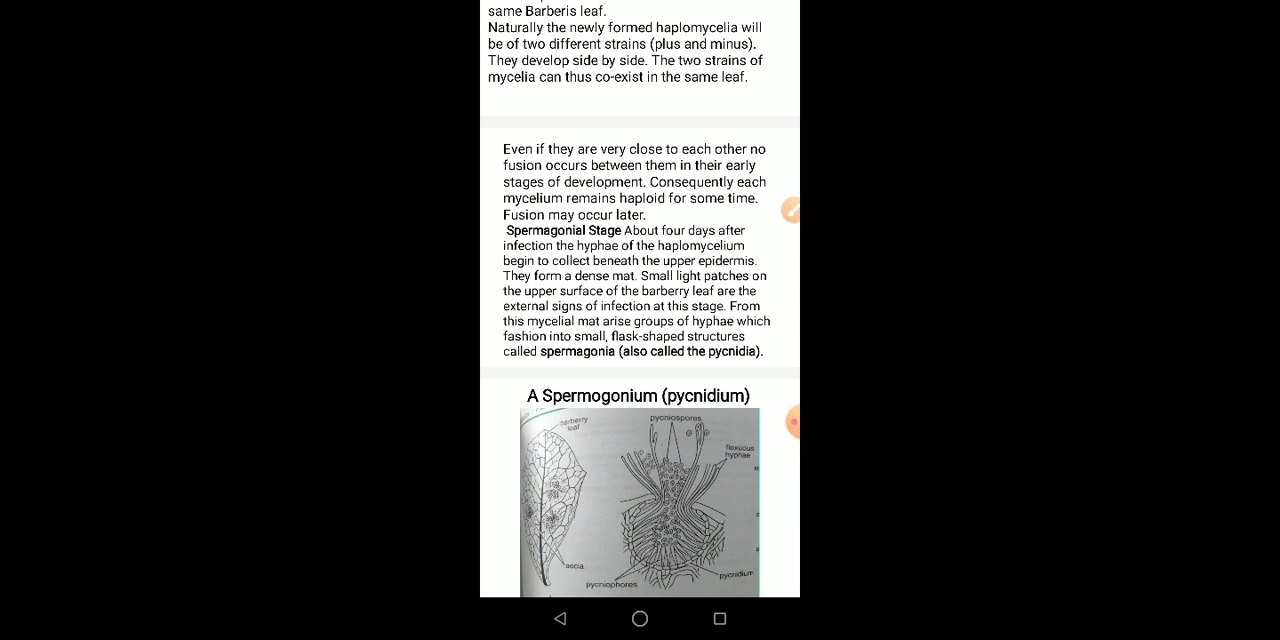 same Barberis leaf.
Naturally the newly formed haplomycelia will
be of two different strains (plus and minus).
They develop side by side. The two strains of
mycelia can thus co-exist in the same leaf.
Even if they are very close to each other no
fusion occurs between them in their early
stages of development. Consequently each
mycelium remains haploid for some time.
Fusion may occur later.
Spermagonial Stage About four days after
infection the hyphae of the haplomycelium
begin to collect beneath the upper epidermis.
They form a dense mat. Small light patches on
the upper surface of the barberry leaf are the
external signs of infection at this stage. From
this mycelial mat arise groups of hyphae which
fashion into small, flask-shaped structures
called spermagonia (also called the pycnidia).
A Spermogonium (pycnidium)
pycniospores
barberry
leaf
flexuous
hyphae
aecia
pycnidium
pycniophores